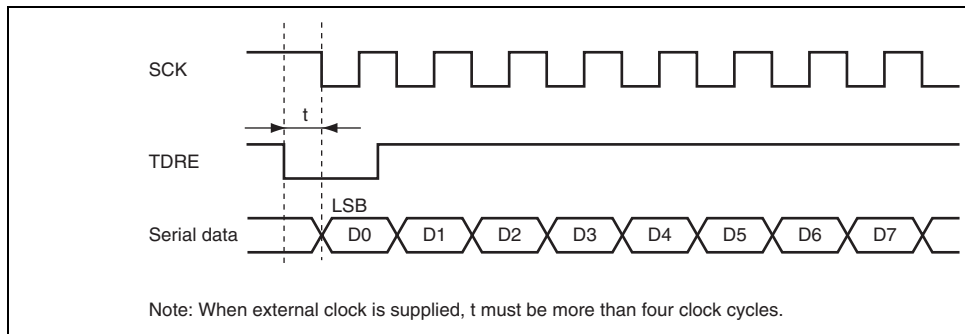 SCK
t
TDRE
LSB
Serial data D0 D1 D2 D3 D4 D5 D6 D7
Note: When external clock is supplied, t must be more than four clock cycles.